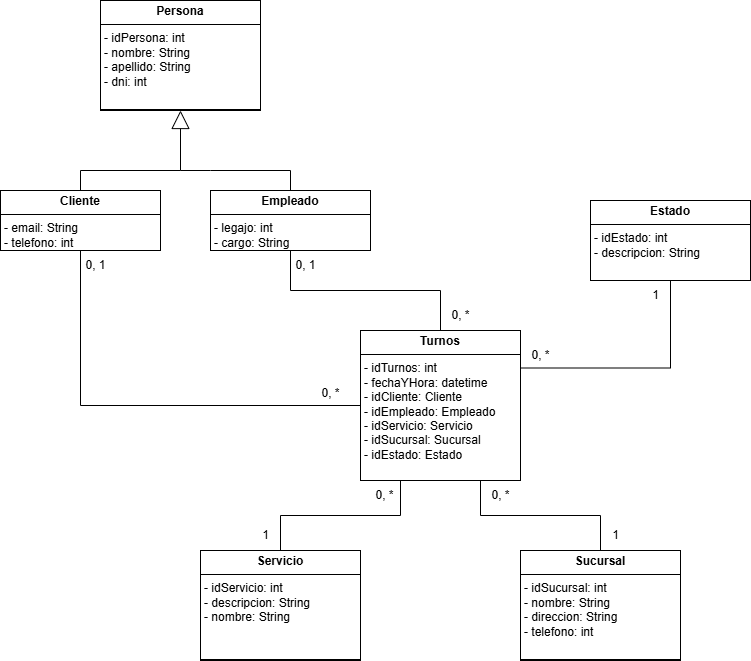 Persona
- idPersona: int
- nombre: String
- apellido: String
- dni: int
Cliente
- email: String
- telefono: int
Empleado
- legajo: int
- cargo: String
Estado
- idEstado: int
- descripcion: String
0, 1
0, 1
1
0, *
0, *
0, *
Turnos
- idTurnos: int
- fechaYHora: datetime
- idCliente: Cliente
- idEmpleado: Empleado
- idServicio: Servicio
- idSucursal: Sucursal
- idEstado: Estado
0, *
0, *
1
1
Servicio
- idServicio: int
- descripcion: String
- nombre: String
Sucursal
- idSucursal: int
- nombre: String
- direccion: String
- telefono: int